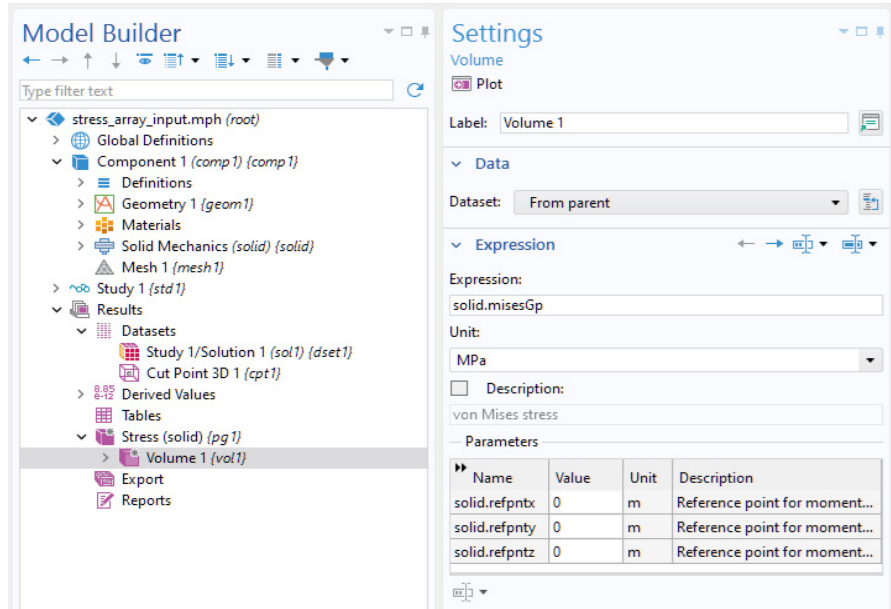 Model Builder
Type filter text
stress_array_input.mph (root)
Global Definitions
Component 1 (comp1) {comp1}
Definitions
Geometry 1 {geom1}
Materials
Solid Mechanics (solid) {solid}
Mesh 1 {mesh1}
Study 1 {std1}
Results
Datasets
Study 1/Solution 1 (sol1) {dset1}
Cut Point 3D 1 {cpt1}
8.85
e-12
Derived Values
Tables
Stress (solid) {pg1}
Volume 1 {vol1}
Export
Reports
Settings
Volume
Plot
Label: Volume 1
Data
Dataset: From parent
Expression
Expression:
solid.misesGp
Unit:
MPa
Description:
von Mises stress
Parameters
Name Value Unit Description
solid.refpntx 0 m Reference point for moment...
solid.refpnty 0 m Reference point for moment...
solid.refpntz 0 m Reference point for moment...